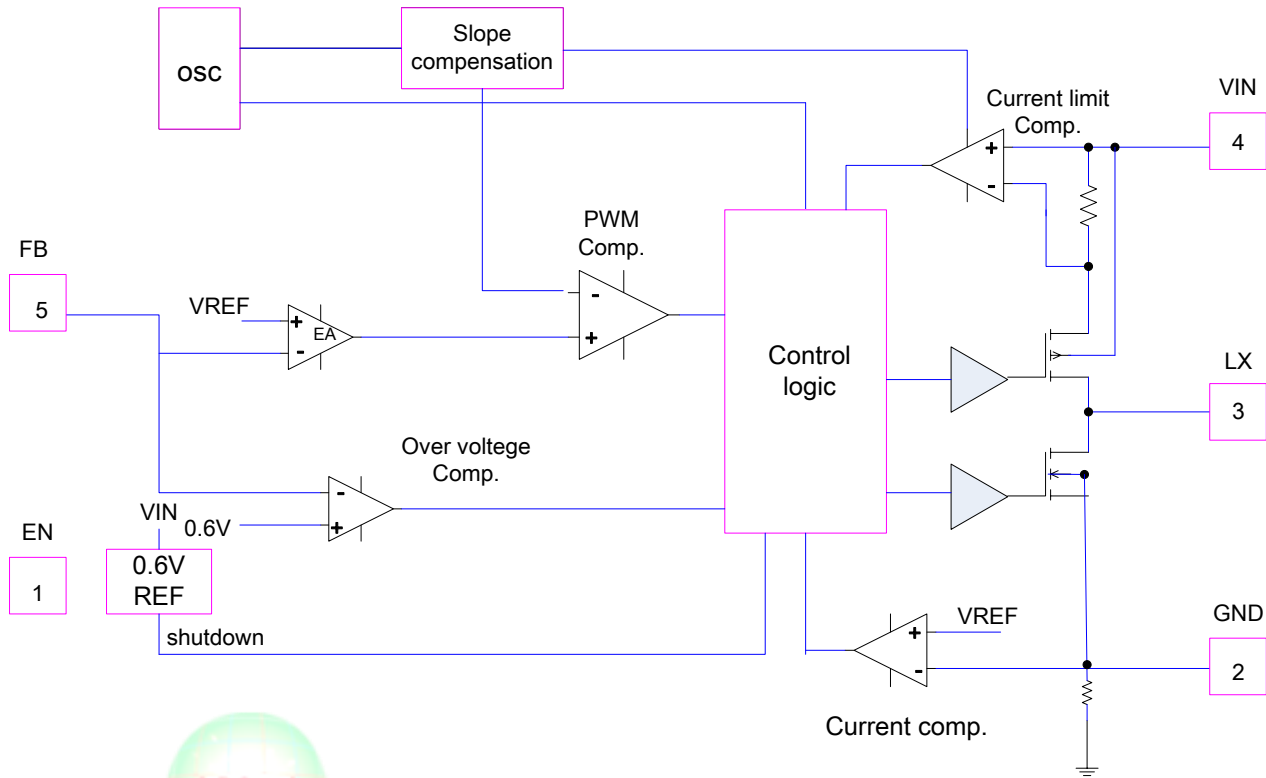 osc
Slope
compensation
Current limit
Comp.
VIN
4
+
-
PWM
Comp.
FB
5
VREF
+
-
EA
-
+
Control
logic
LX
3
Over voltege
Comp.
-
+
VIN
0.6V
EN
1
0.6V
REF
shutdown
VREF
+
-
GND
2
Current comp.